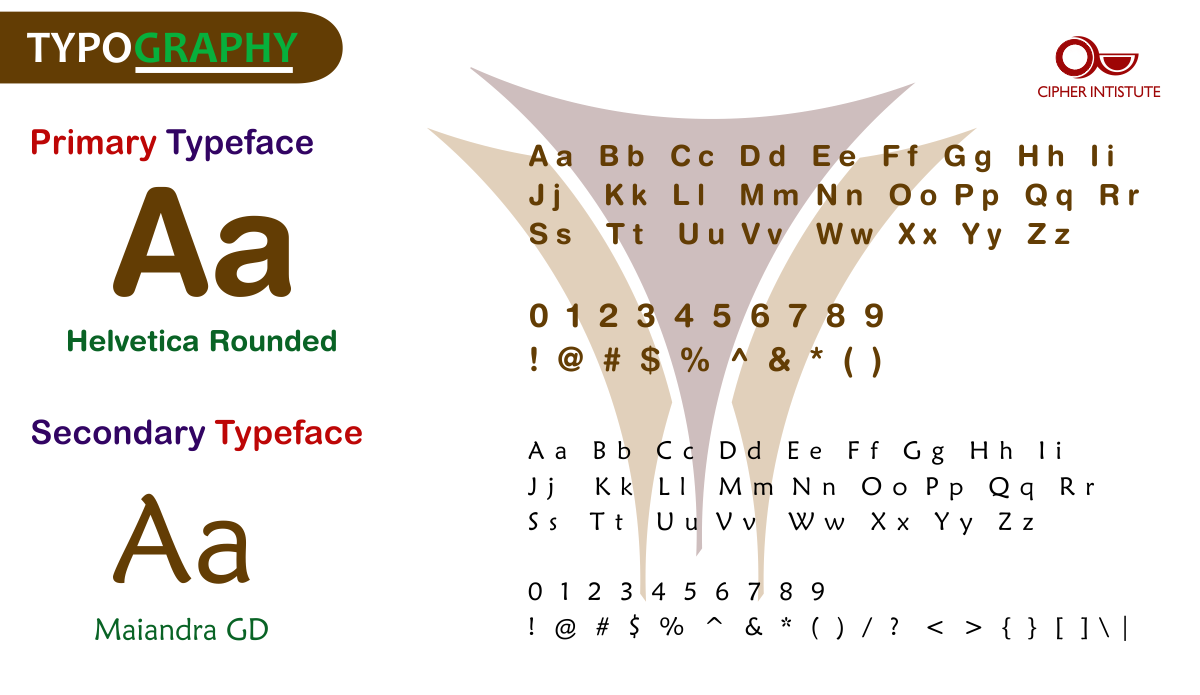 TYPOGRAPHY
CIPHER INTISTUTE
Primary Typeface
Aa
Helvetica Rounded
Aa Bb Cc Dd Ee Ff Gg Hh Ii
Jj Kk Ll Mm Nn Oo Pp Qq Rr
Ss Tt Uu Vv Ww Xx Yy Zz
0 1 2 3 4 5 6 7 8 9
! @ # $ % ^ & * ( )
Secondary Typeface
Aa
Maiandra GD
Aa Bb Cc Dd Ee Ff Gg Hh Ii
Jj Kk Ll Mm Nn Oo Pp Qq Rr
Ss Tt Uu Vv Ww Xx Yy Zz
0 1 2 3 4 5 6 7 8 9
! @ # $ % ^ & * ( ) / ? < > { } [ ] \ |